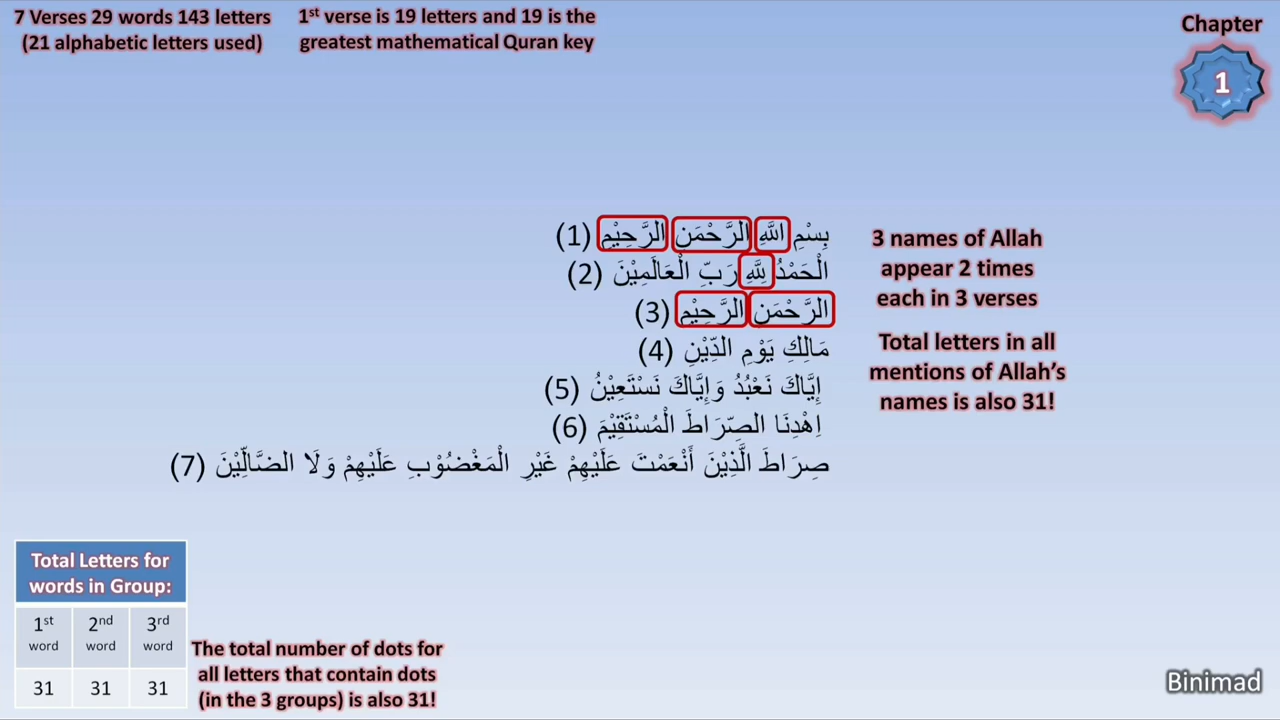 7 Verses 29 words 143 letters
(21 alphabetic letters used)
1st verse is 19 letters and 19 is the
greatest mathematical Quran key
Chapter
1
بِسْمِ اللَّهِ الرَّحْمَنِ الرَّحِيْمِ (1)
الْحَمْدُ لِلَّهِ رَبِّ الْعَالَمِيْنَ (2)
الرَّحْمَنِ الرَّحِيْمِ (3)
مَالِكِ يَوْمِ الدِّيْنِ (4)
إِيَّاكَ نَعْبُدُ وَإِيَّاكَ نَسْتَعِيْنُ (5)
اِهْدِنَا الصِّرَاطَ الْمُسْتَقِيْمَ (6)
صِرَاطَ الَّذِيْنَ أَنْعَمْتَ عَلَيْهِمْ غَيْرِ الْمَغْضُوْبِ عَلَيْهِمْ وَلَا الضَّالِّيْنَ (7)
3 names of Allah
appear 2 times
each in 3 verses
Total letters in all
mentions of Allah's
names is also 31!
Total Letters for
words in Group:
1st 2nd 3rd
word word word
31 31 31
The total number of dots for
all letters that contain dots
(in the 3 groups) is also 31!
Binimad